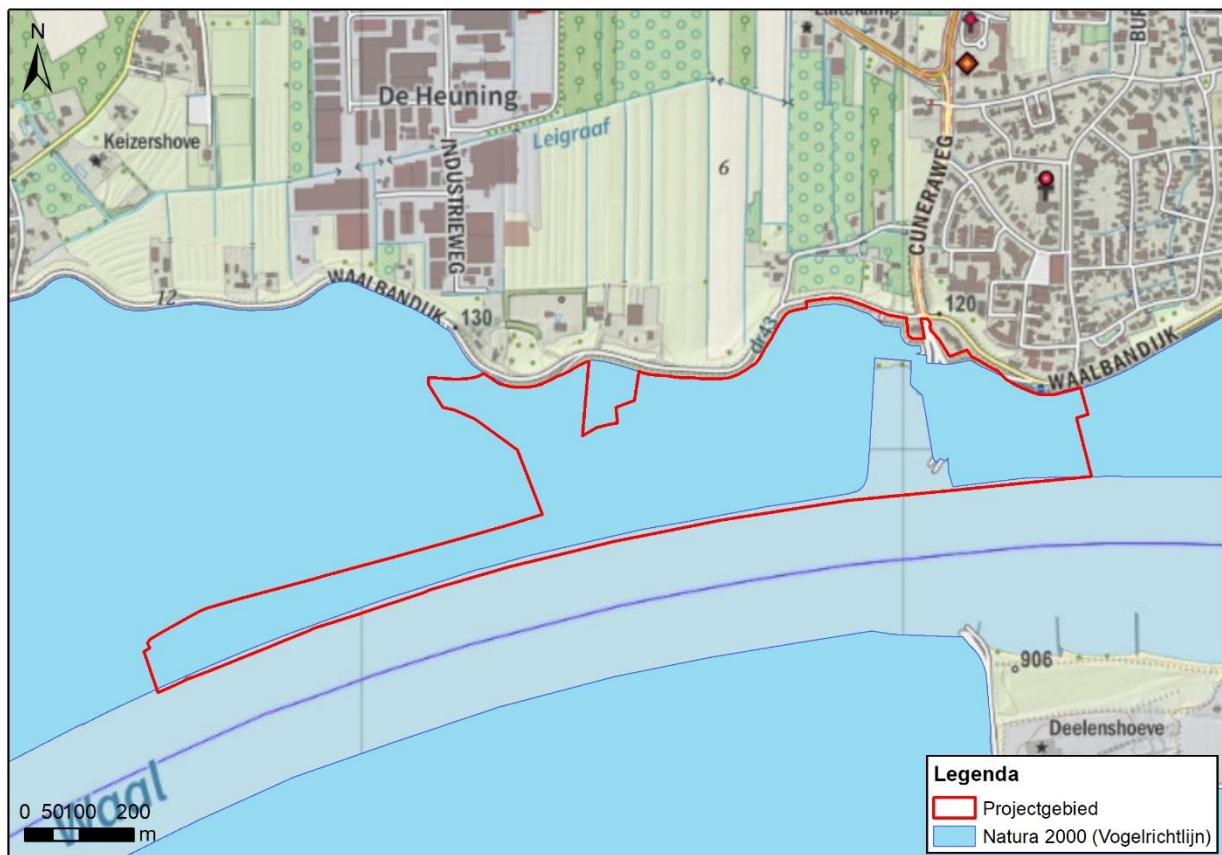 N
Keizershove
De Heuning
INDUSTRIEWEG
Leigraaf
6
CUNERAWEG
12
WAALBANDIJK
130
dr43
120
WAALBANDIJK
906
Deelenshoeve
Waal
0 50100 200
m
Legenda
Projectgebied
Natura 2000 (Vogelrichtlijn)